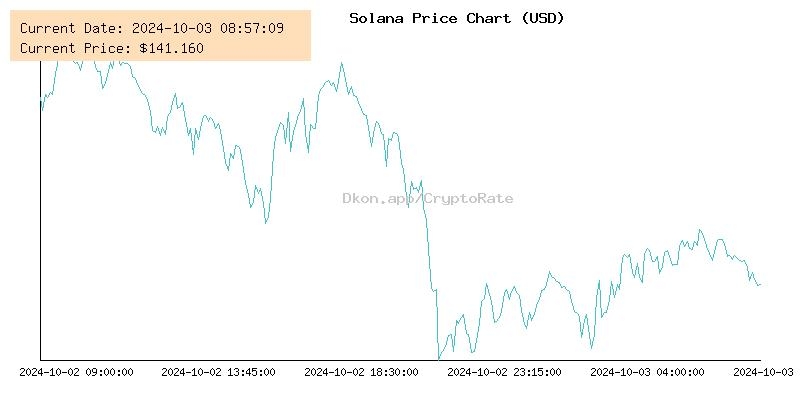 Solana Price Chart (USD)
Current Date: 2024-10-03 08:57:09
Current Price: $141.160
Dkon.app/CryptoRate
2024-10-02 09:00:00 2024-10-02 13:45:00 2024-10-02 18:30:00 2024-10-02 23:15:00 2024-10-03 04:00:00 2024-10-03